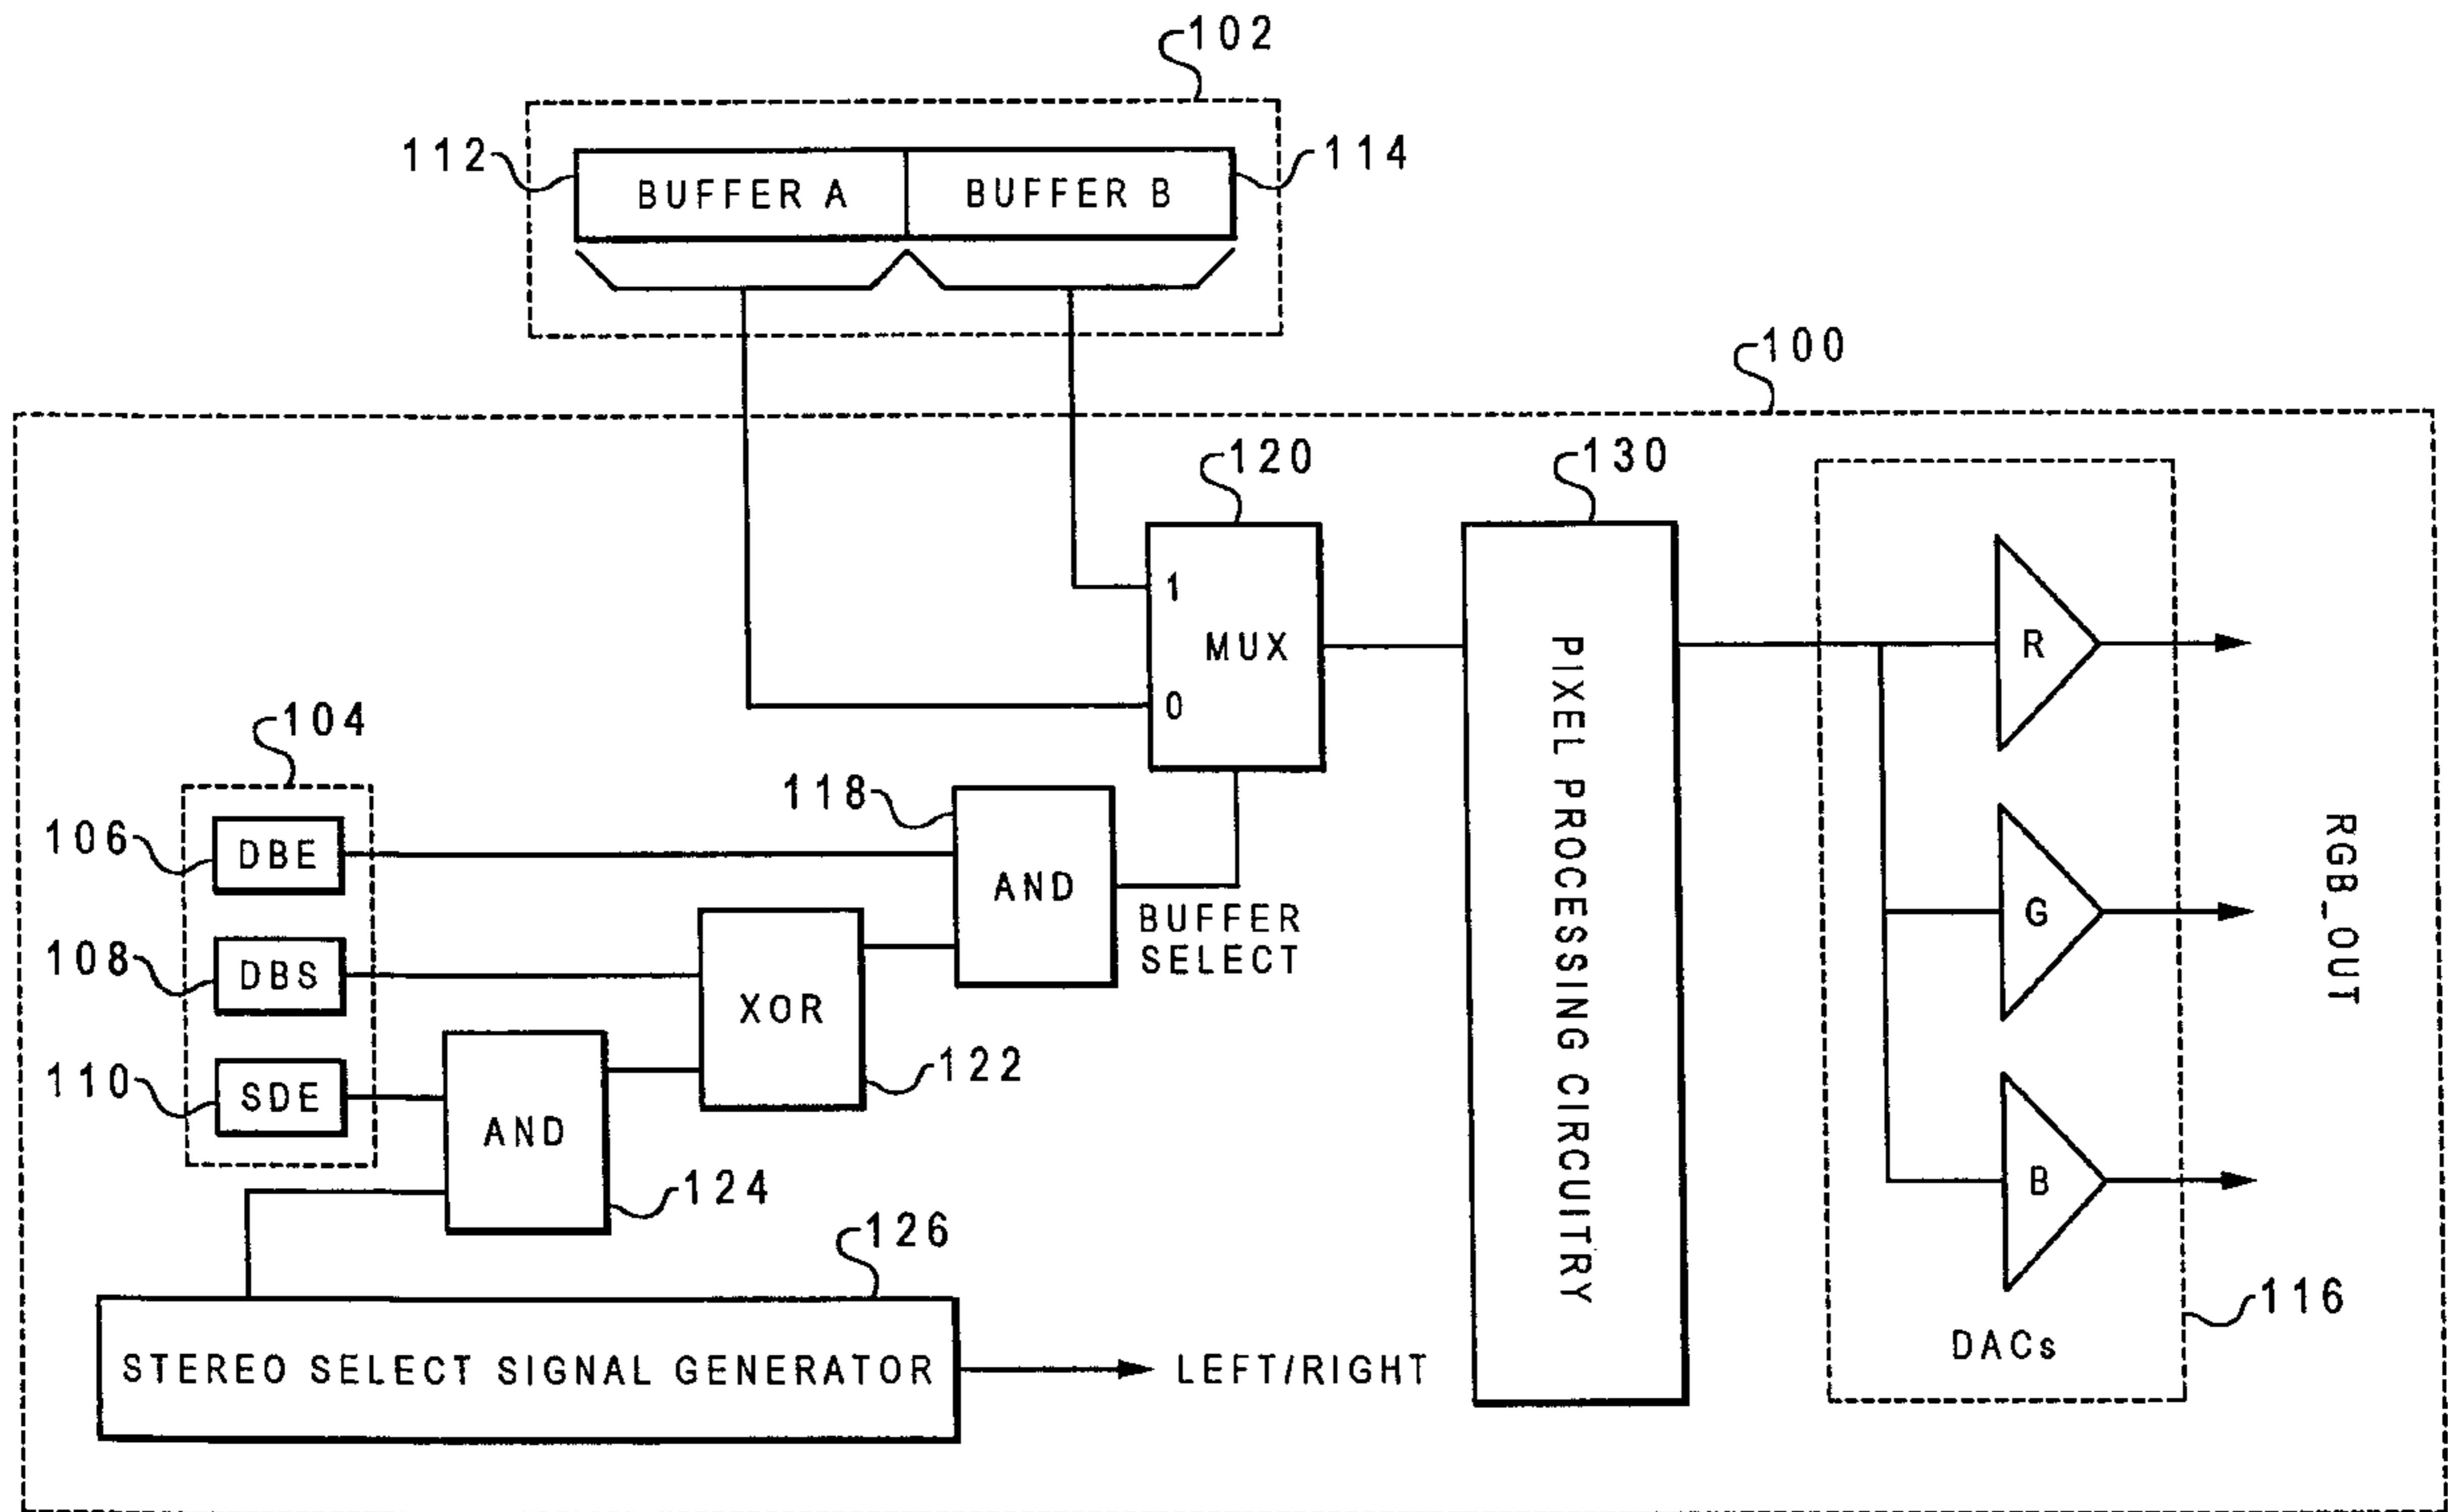 102
112
BUFFER A
BUFFER B
114
100
120
130
1
MUX
0
R
104
118
106
DBE
AND
BUFFER
SELECT
PIXEL PROCESSING CIRCUITRY
G
RGB_OUT
108
DBS
XOR
122
110
SDE
AND
124
B
126
116
STEREO SELECT SIGNAL GENERATOR
LEFT/RIGHT
DACs